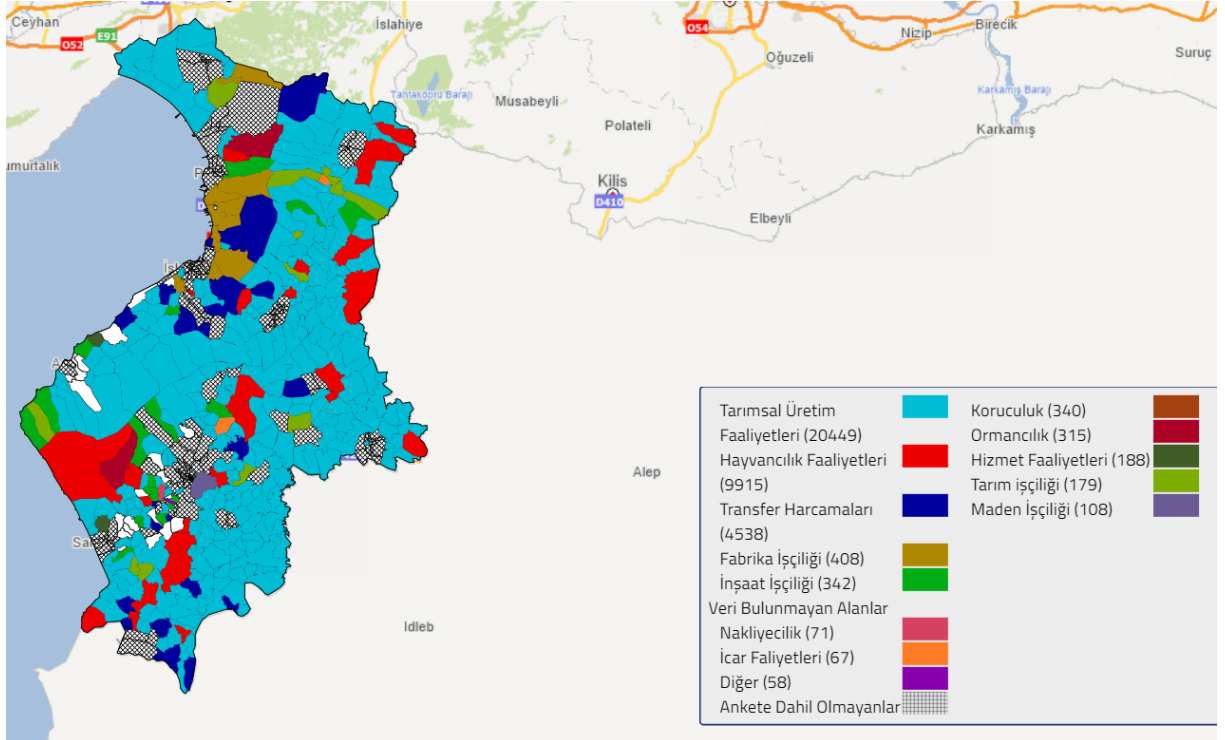 Ceyhan
İslahiye
O52
E91
O54
Birecik
Nizip
Suruç
Oğuzeli
Tahtaköprü Barajı
Musabeyli
Karkamış Barajı
Polateli
Karkamış
umurtalık
Kilis
D410
Elbeyli
Alep
Idleb
Tarımsal Üretim
Faaliyetleri (20449)
Hayvancılık Faaliyetleri
(9915)
Transfer Harcamaları
(4538)
Fabrika İşçiliği (408)
İnşaat İşçiliği (342)
Veri Bulunmayan Alanlar
Nakliyecilik (71)
İcar Faliyetleri (67)
Diğer (58)
Ankete Dahil Olmayanlar
Koruculuk (340)
Ormancılık (315)
Hizmet Faaliyetleri (188)
Tarım işçiliği (179)
Maden İşçiliği (108)